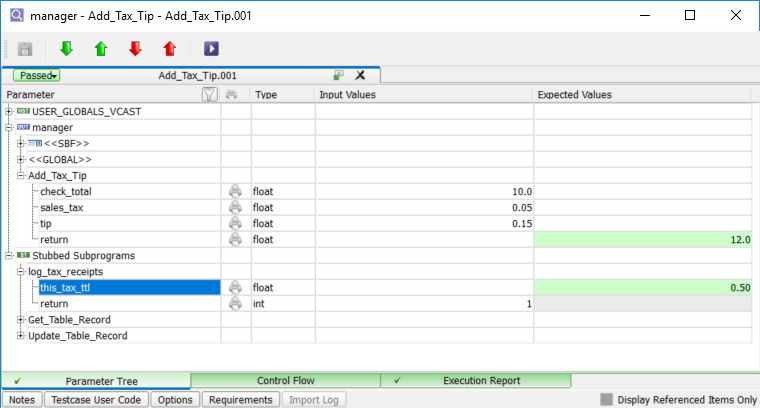 manager - Add_Tax_Tip - Add_Tax_Tip.001
Passed Add_Tax_Tip.001
Parameter Type Input Values Expected Values
HST USER_GLOBALS_VCAST
UUT manager
<<SBF>>
<<GLOBAL>>
Add_Tax_Tip
check_total float 10.0
sales_tax float 0.05
tip float 0.15
return float 12.0
ST Stubbed Subprograms
log_tax_receipts
this_tax_ttl float 0.50
return int 1
Get_Table_Record
Update_Table_Record
Parameter Tree Control Flow Execution Report
Notes Testcase User Code Options Requirements Import Log Display Referenced Items Only